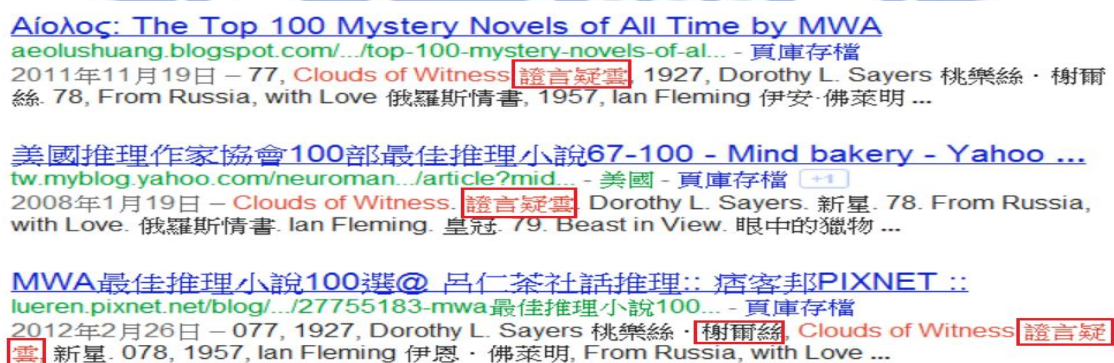 Αίολος: The Top 100 Mystery Novels of All Time by MWA
aeolushuang.blogspot.com/.../top-100-mystery-novels-of-al... - 頁庫存檔
2011年11月19日 – 77, Clouds of Witness 證言疑雲, 1927, Dorothy L. Sayers 桃樂絲 · 榭爾
絲. 78, From Russia, with Love 俄羅斯情書, 1957, Ian Fleming 伊安·佛萊明 ...
美國推理作家協會100部最佳推理小說67-100 - Mind bakery - Yahoo ...
tw.myblog.yahoo.com/neuroman.../article?mid... - 美國 - 頁庫存檔 +1
2008年1月19日 – Clouds of Witness. 證言疑雲. Dorothy L. Sayers. 新星. 78. From Russia,
with Love. 俄羅斯情書. Ian Fleming. 皇冠. 79. Beast in View. 眼中的獵物 ...
MWA最佳推理小說100選@ 呂仁茶社話推理:: 痞客邦PIXNET ::
lueren.pixnet.net/blog/.../27755183-mwa最佳推理小說100... - 頁庫存檔
2012年2月26日 – 077, 1927, Dorothy L. Sayers 桃樂絲 · 榭爾絲, Clouds of Witness 證言疑
雲, 新星. 078, 1957, Ian Fleming 伊恩 · 佛萊明, From Russia, with Love ...